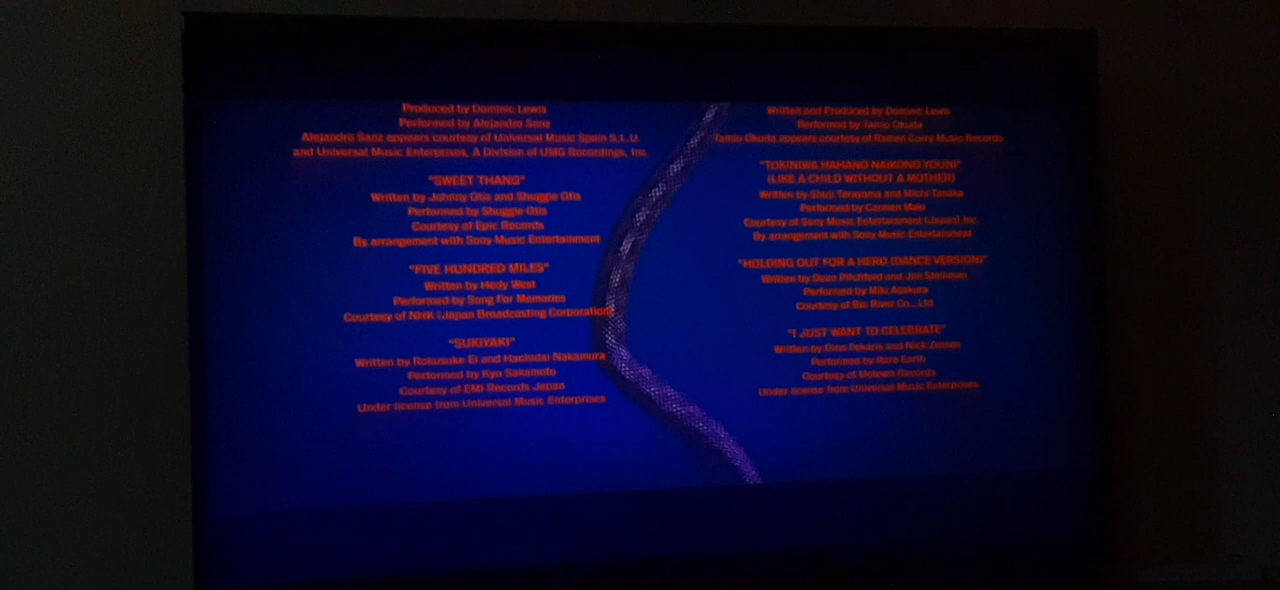 Produced by Dominic Lewis
Performed by Alejandro Sanz
Alejandro Sanz appears courtesy of Universal Music Spain S.L.U.
and Universal Music Enterprises, A Division of UMG Recordings, Inc.
"SWEET THANG"
Written by Johnny Otis and Shuggie Otis
Performed by Shuggie Otis
Courtesy of Epic Records
By arrangement with Sony Music Entertainment
"FIVE HUNDRED MILES"
Written by Hedy West
Performed by Song For Memories
Courtesy of NHK (Japan Broadcasting Corporation)
"SUKIYAKI"
Written by Rokusuke Ei and Hachidai Nakamura
Performed by Kyu Sakamoto
Courtesy of EMI Records Japan
Under license from Universal Music Enterprises
Written and Produced by Dominic Lewis
Performed by Tamio Okuda
Tamio Okuda appears courtesy of Ramen Curry Music Records
"TOKINIWA HAHANO NAIKONO YOUNI"
(LIKE A CHILD WITHOUT A MOTHER)
Written by Shuji Terayama and Michi Tanaka
Performed by Carmen Maki
Courtesy of Sony Music Entertainment (Japan) Inc.
By arrangement with Sony Music Entertainment
"HOLDING OUT FOR A HERO (DANCE VERSION)"
Written by Dean Pitchford and Jim Steinman
Performed by Miki Asakura
Courtesy of Bic River Co., Ltd
"I JUST WANT TO CELEBRATE"
Written by Dino Fekaris and Nick Zesses
Performed by Rare Earth
Courtesy of Motown Records
Under license from Universal Music Enterprises